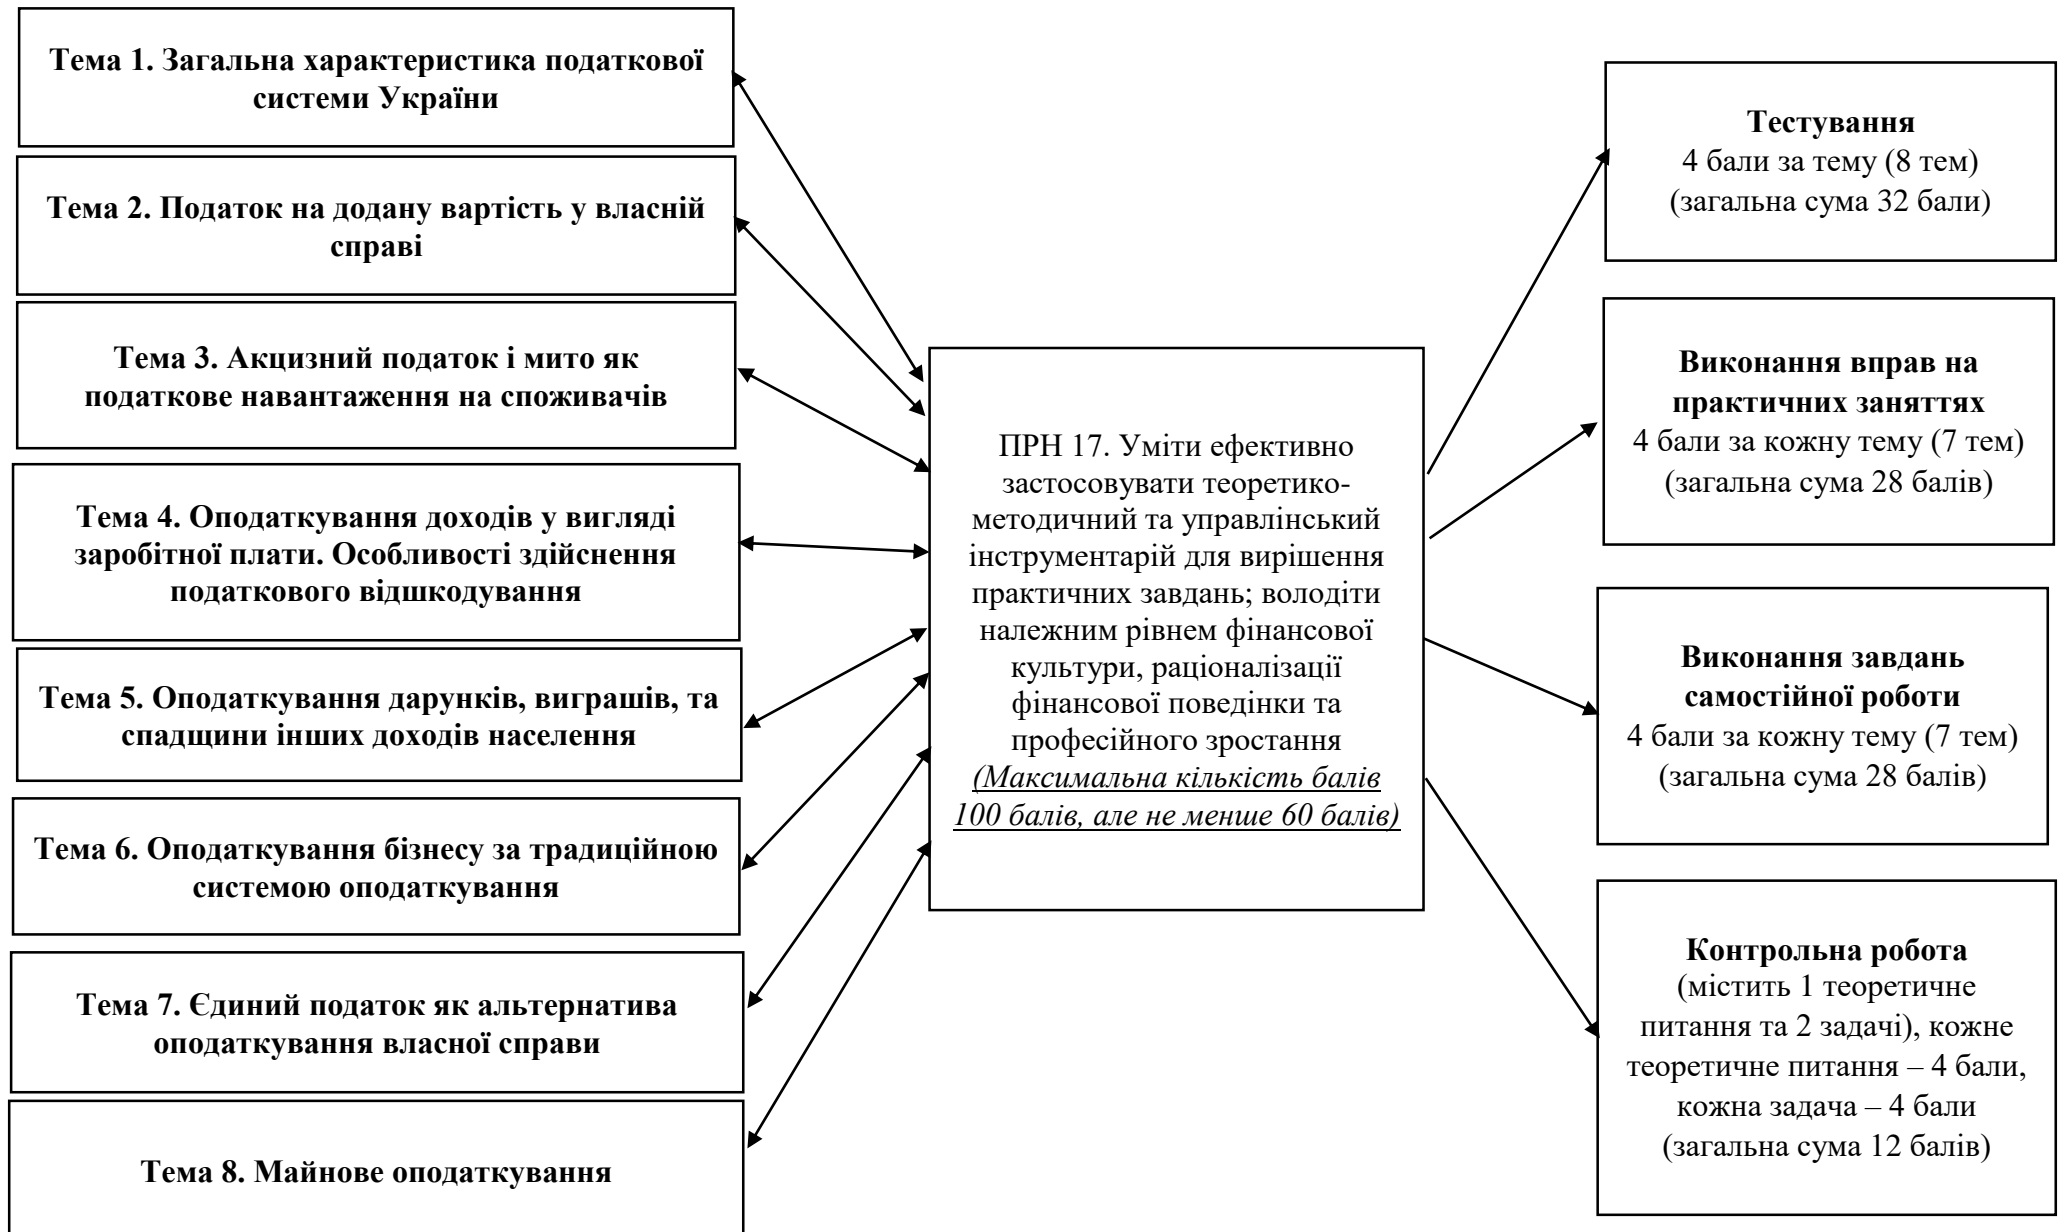 Тема 1. Загальна характеристика податкової
системи України
Тема 2. Податок на додану вартість у власній
справі
Тема 3. Акцизний податок і мито як
податкове навантаження на споживачів
Тема 4. Оподаткування доходів у вигляді
заробітної плати. Особливості здійснення
податкового відшкодування
Тема 5. Оподаткування дарунків, виграшів, та
спадщини інших доходів населення
Тема 6. Оподаткування бізнесу за традиційною
системою оподаткування
Тема 7. Єдиний податок як альтернатива
оподаткування власної справи
Тема 8. Майнове оподаткування
ПРН 17. Уміти ефективно
застосовувати теоретико-
методичний та управлінський
інструментарій для вирішення
практичних завдань; володіти
належним рівнем фінансової
культури, раціоналізації
фінансової поведінки та
професійного зростання
(Максимальна кількість балів
100 балів, але не менше 60 балів)
Тестування
4 бали за тему (8 тем)
(загальна сума 32 бали)
Виконання вправ на
практичних заняттях
4 бали за кожну тему (7 тем)
(загальна сума 28 балів)
Виконання завдань
самостійної роботи
4 бали за кожну тему (7 тем)
(загальна сума 28 балів)
Контрольна робота
(містить 1 теоретичне
питання та 2 задачі), кожне
теоретичне питання – 4 бали,
кожна задача – 4 бали
(загальна сума 12 балів)